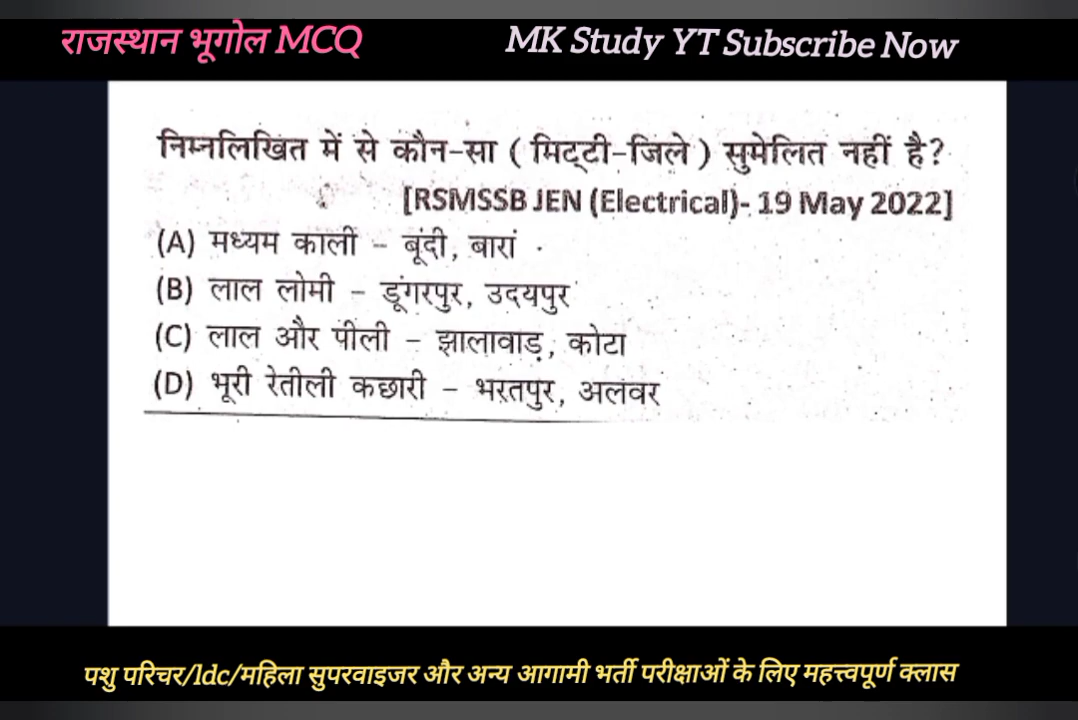 राजस्थान भूगोल MCQ
MK Study YT Subscribe Now
निम्नलिखित में से कौन-सा ( मिट्टी-जिले ) सुमेलित नहीं है?
[RSMSSB JEN (Electrical)- 19 May 2022]
(A) मध्यम काली - बूंदी, बारां
(B) लाल लोमी - डूंगरपुर, उदयपुर
(C) लाल और पीली - झालावाड़, कोटा
(D) भूरी रेतीली कछारी - भरतपुर, अलवर
पशु परिचर/ldc/महिला सुपरवाइजर और अन्य आगामी भर्ती परीक्षाओं के लिए महत्त्वपूर्ण क्लास